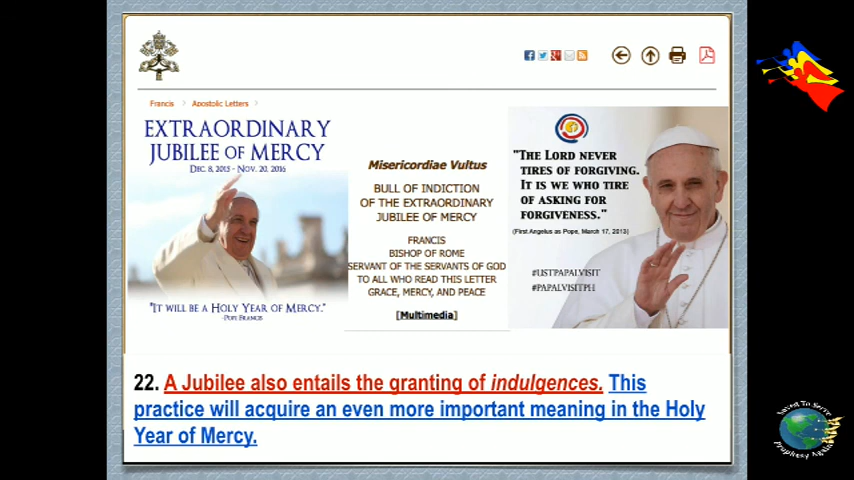 Francis
Apostolic Letters
EXTRAORDINARY
JUBILEE OF MERCY
DEC. 8, 2015 - NOV. 20, 2016
"IT WILL BE A HOLY YEAR OF MERCY."
-POPE FRANCIS
Misericordiae Vultus
BULL OF INDICTION
OF THE EXTRAORDINARY
JUBILEE OF MERCY
FRANCIS
BISHOP OF ROME
SERVANT OF THE SERVANTS OF GOD
TO ALL WHO READ THIS LETTER
GRACE, MERCY, AND PEACE
[Multimedia]
"THE LORD NEVER
TIRES OF FORGIVING.
IT IS WE WHO TIRE
OF ASKING FOR
FORGIVENESS."
(First Angelus as Pope, March 17, 2013)
#USTPAPALVISIT
#PAPALVISITPH
22. A Jubilee also entails the granting of indulgences. This
practice will acquire an even more important meaning in the Holy
Year of Mercy.
Saved To Serve
Prophesy Again